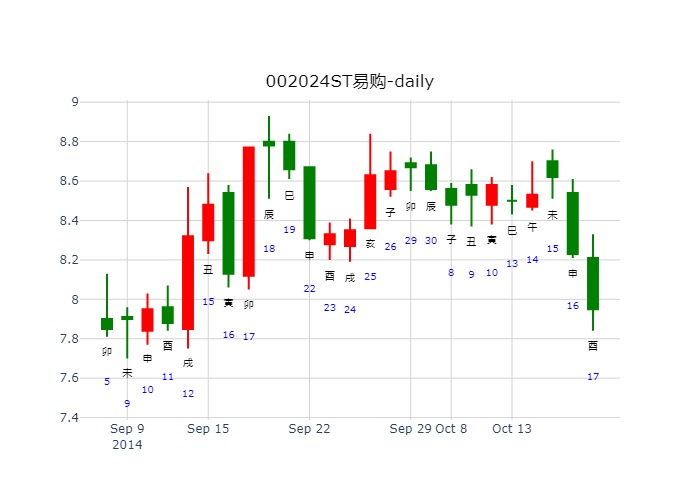 002024ST易购-daily
9
8.8
8.6
8.4
8.2
8
7.8
7.6
7.4
卯
5
未
9
申
10
酉
11
戌
12
丑
15
寅
16
卯
17
辰
18
巳
19
申
22
酉
23
戌
24
亥
25
子
26
卯
29
辰
30
子
8
丑
9
寅
10
巳
13
午
14
未
15
申
16
酉
17
Sep 9
2014
Sep 15
Sep 22
Sep 29
Oct 8
Oct 13